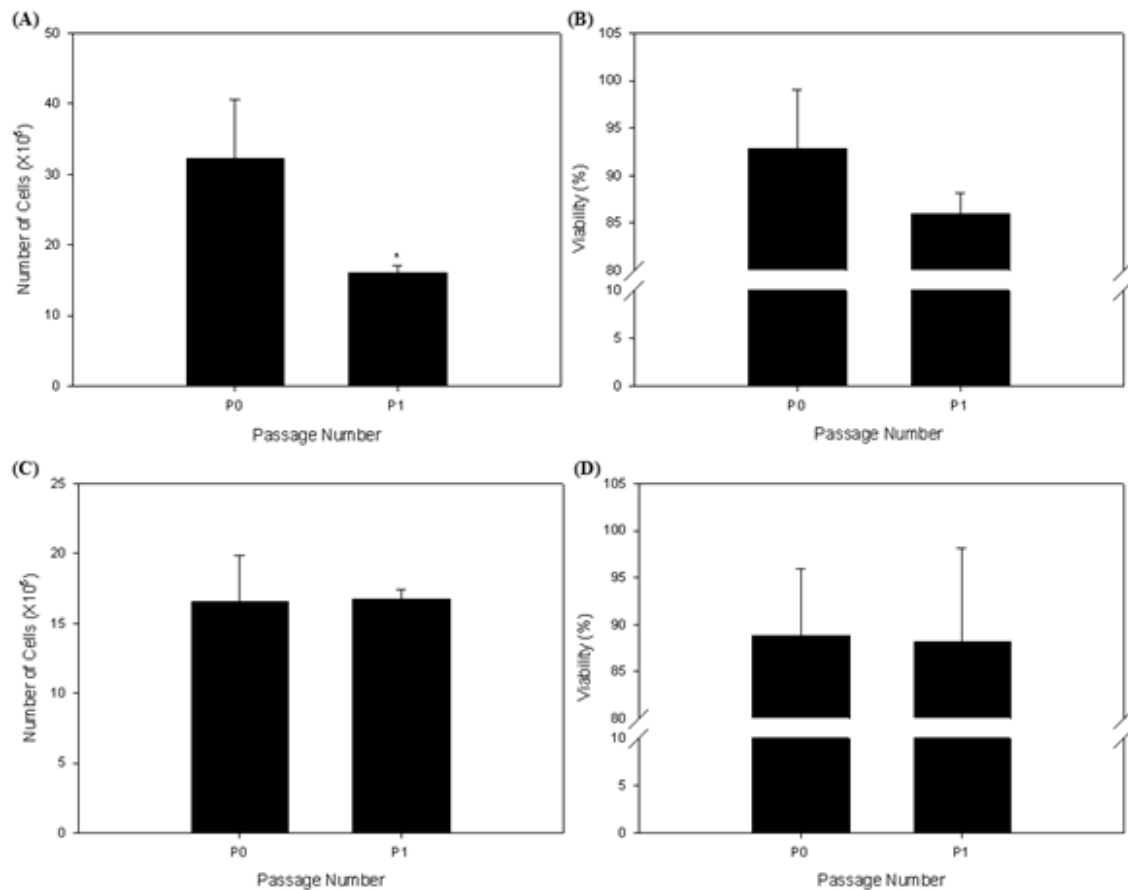 (A)
50
40
30
20
10
0
Number of Cells (X10⁶)
*
P0 P1
Passage Number
(B)
105
100
95
90
85
80
10
5
0
Viability (%)
P0 P1
Passage Number
(C)
25
20
15
10
5
0
Number of Cells (X10⁶)
P0 P1
Passage Number
(D)
105
100
95
90
85
80
10
5
0
Viability (%)
P0 P1
Passage Number